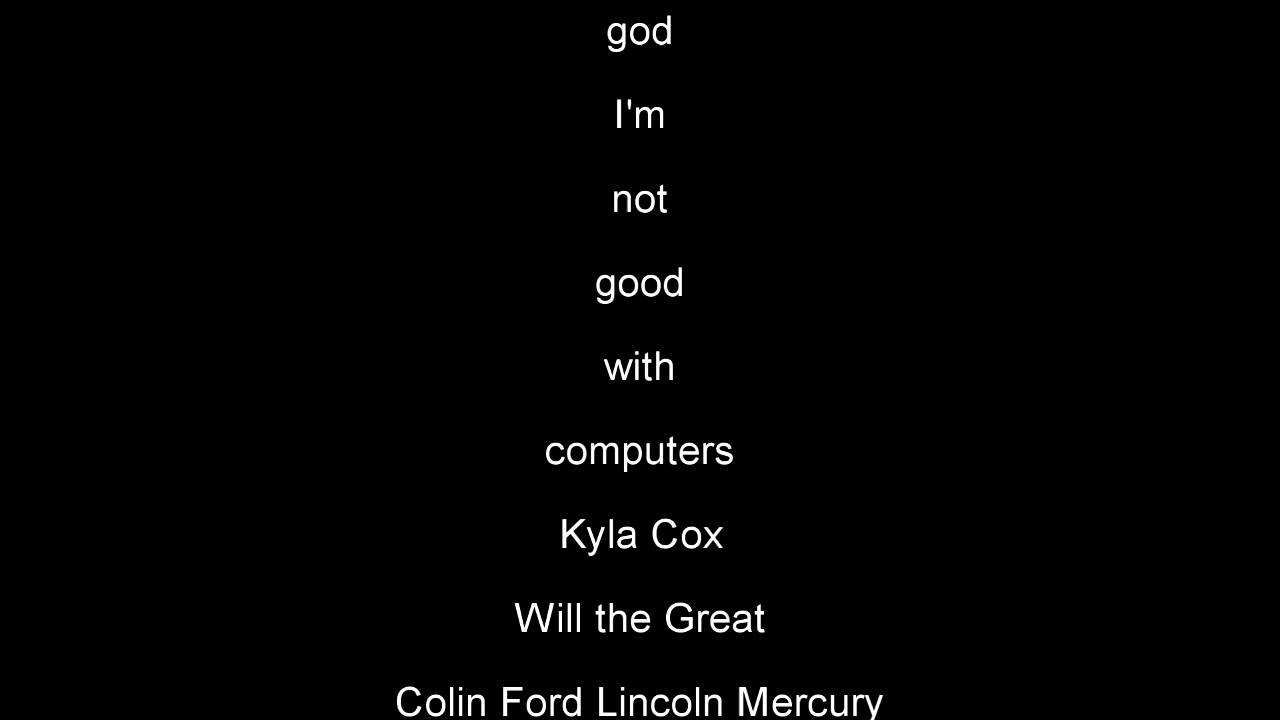 god
I'm
not
good
with
computers
Kyla Cox
Will the Great
Colin Ford Lincoln Mercury